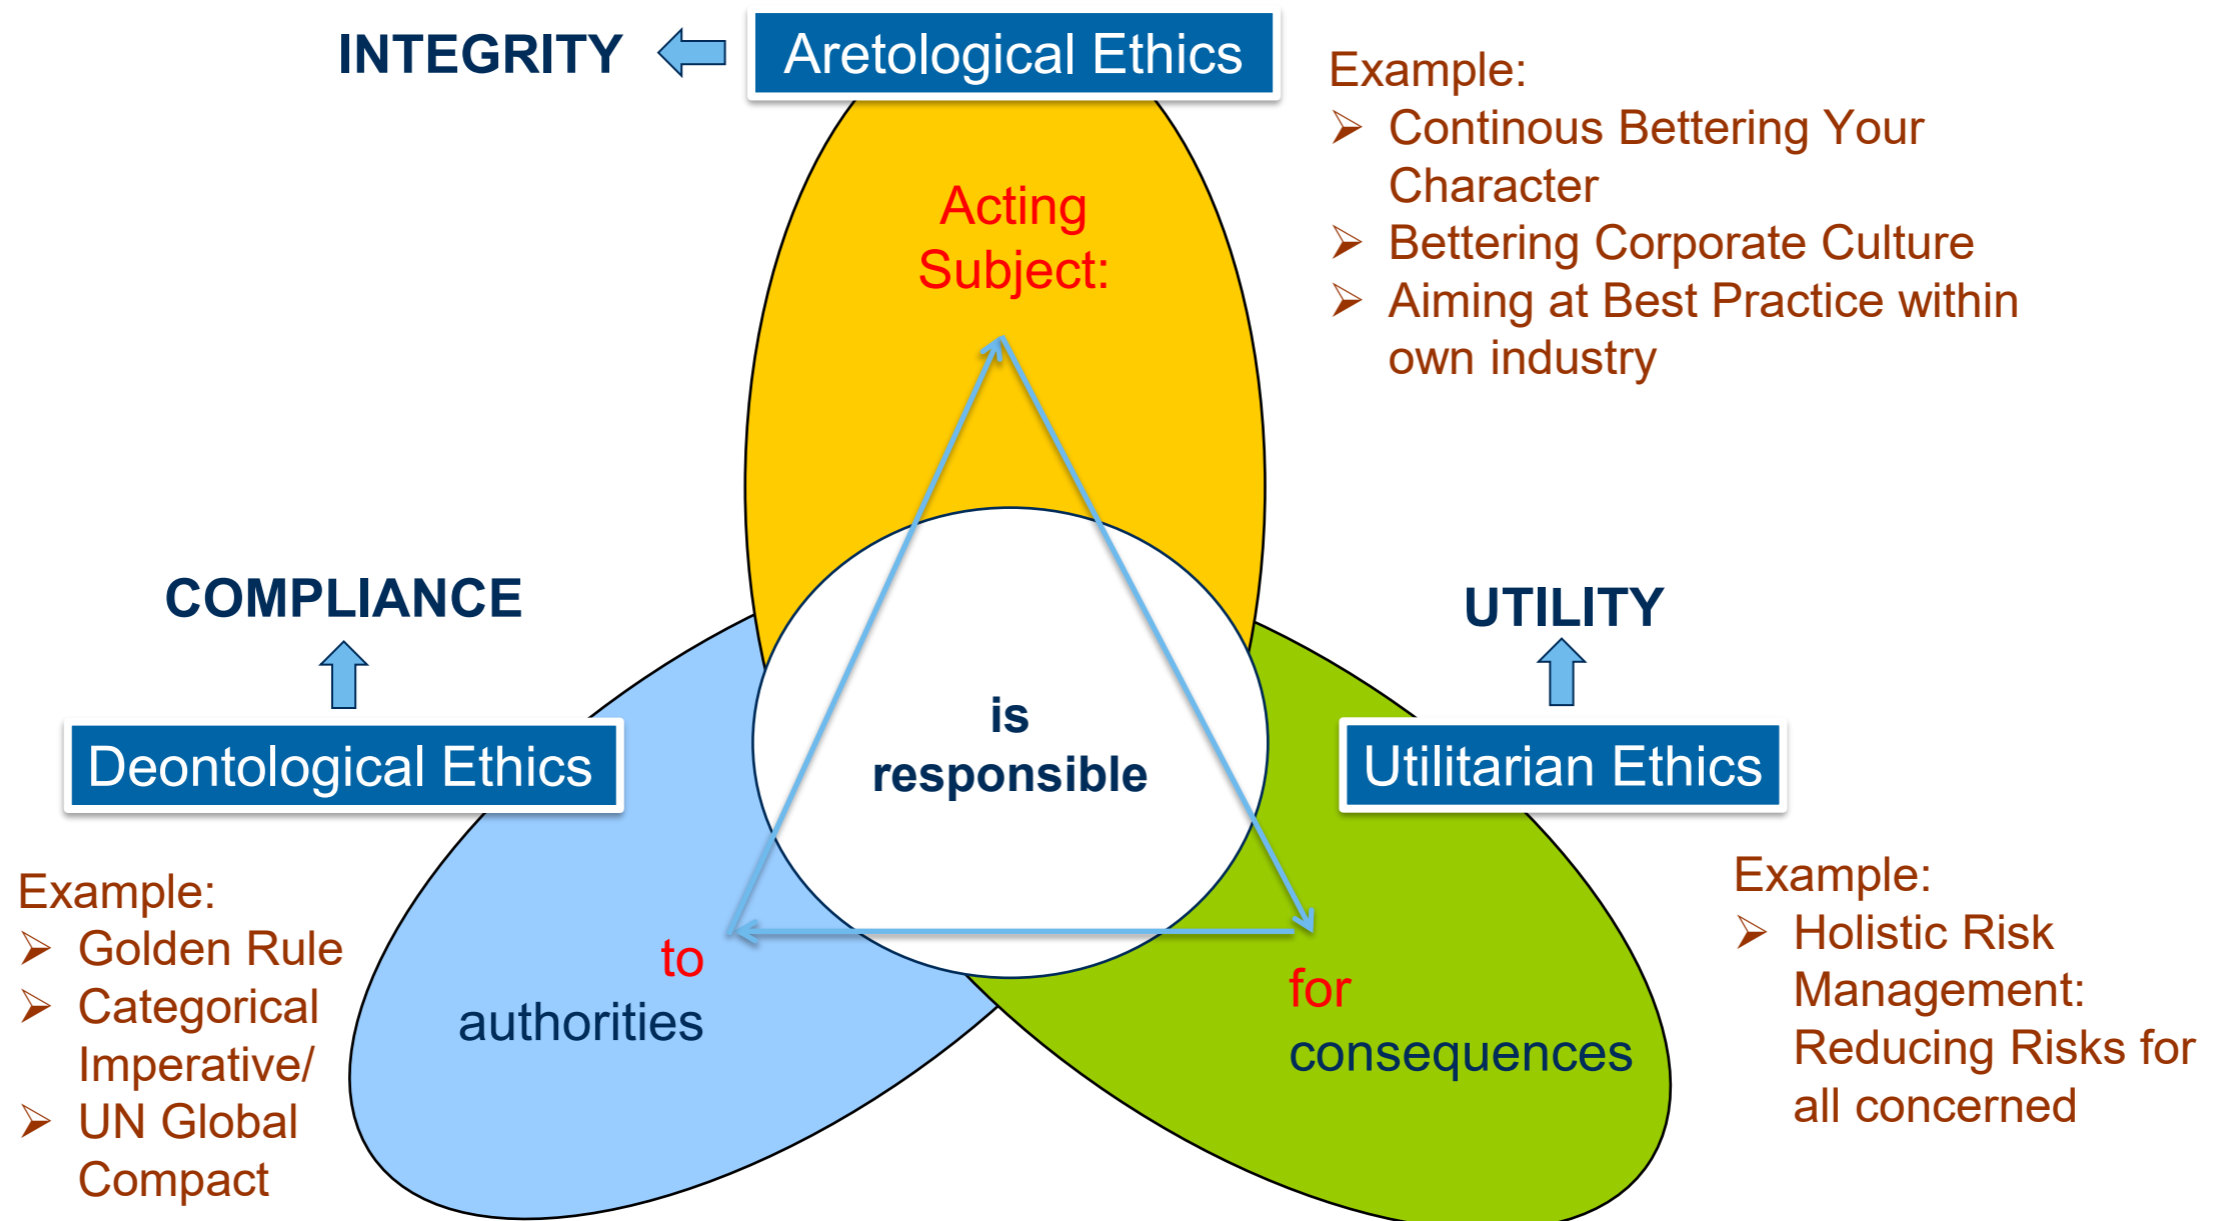 INTEGRITY
Aretological Ethics
Example:
➢ Continous Bettering Your
Character
➢ Bettering Corporate Culture
➢ Aiming at Best Practice within
own industry
Acting
Subject:
COMPLIANCE
Deontological Ethics
UTILITY
Utilitarian Ethics
is
responsible
to
authorities
for
consequences
Example:
➢ Golden Rule
➢ Categorical
Imperative/
➢ UN Global
Compact
Example:
➢ Holistic Risk
Management:
Reducing Risks for
all concerned